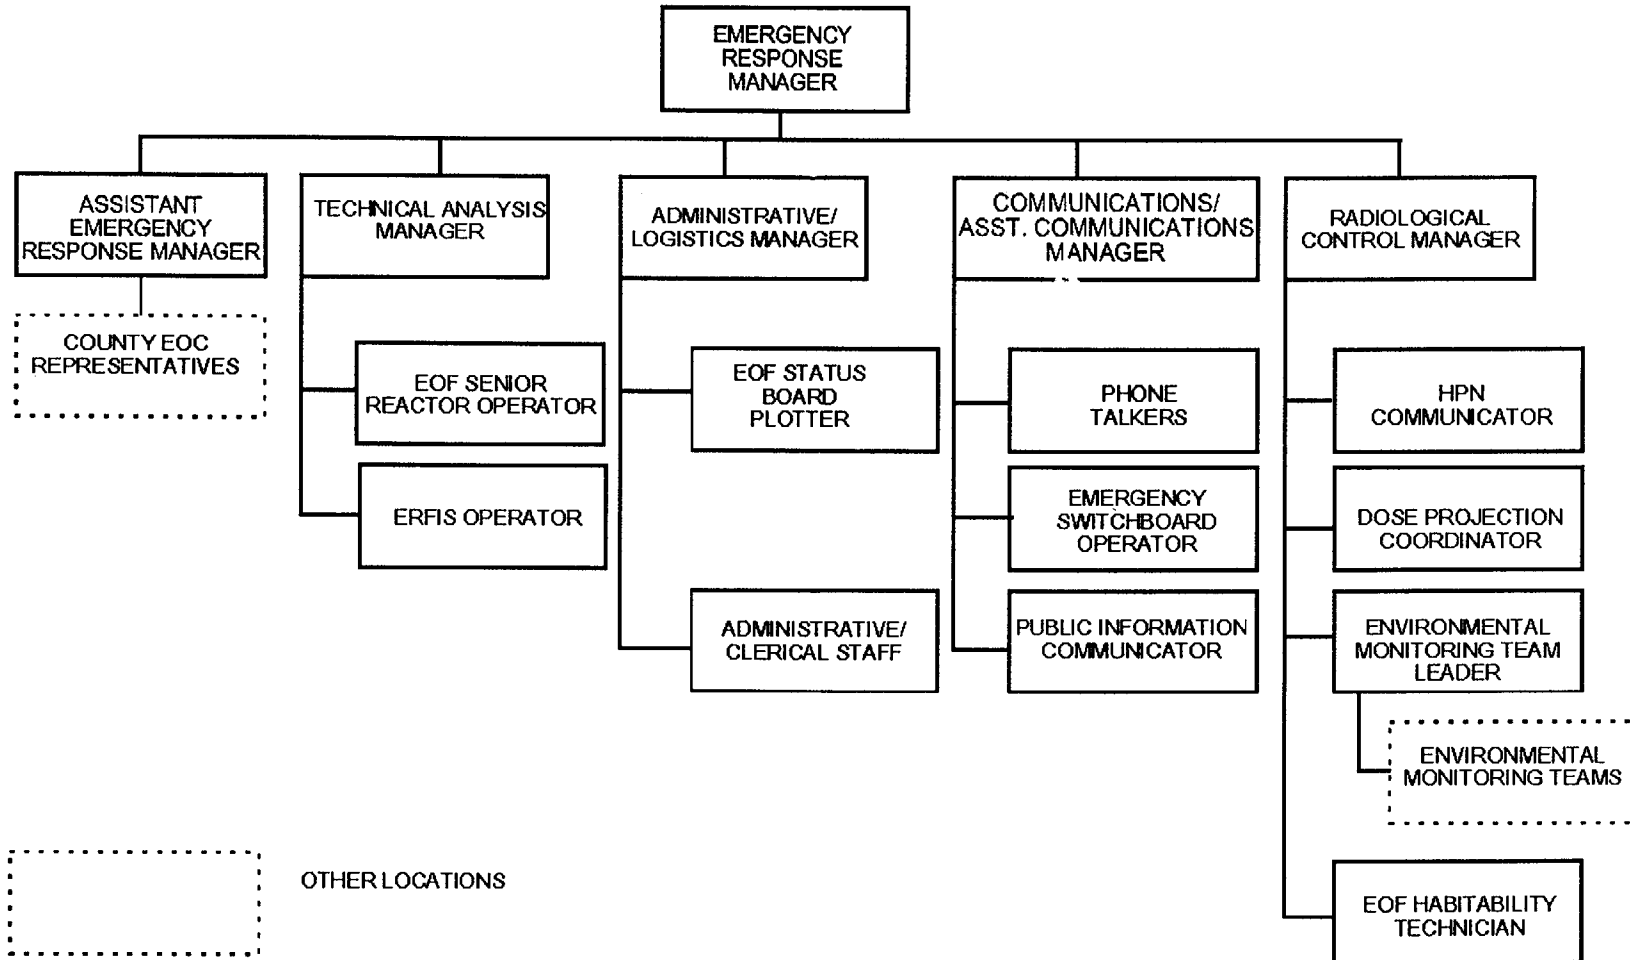 EMERGENCY
RESPONSE
MANAGER
ASSISTANT
EMERGENCY
RESPONSE MANAGER
TECHNICAL ANALYSIS
MANAGER
ADMINISTRATIVE/
LOGISTICS MANAGER
COMMUNICATIONS/
ASST. COMMUNICATIONS
MANAGER
RADIOLOGICAL
CONTROL MANAGER
COUNTY EOC
REPRESENTATIVES
EOF SENIOR
REACTOR OPERATOR
ERFIS OPERATOR
EOF STATUS
BOARD
PLOTTER
ADMINISTRATIVE/
CLERICAL STAFF
PHONE
TALKERS
EMERGENCY
SWITCHBOARD
OPERATOR
PUBLIC INFORMATION
COMMUNICATOR
HPN
COMMUNICATOR
DOSE PROJECTION
COORDINATOR
ENVIRONMENTAL
MONITORING TEAM
LEADER
ENVIRONMENTAL
MONITORING TEAMS
EOF HABITABILITY
TECHNICIAN
OTHER LOCATIONS